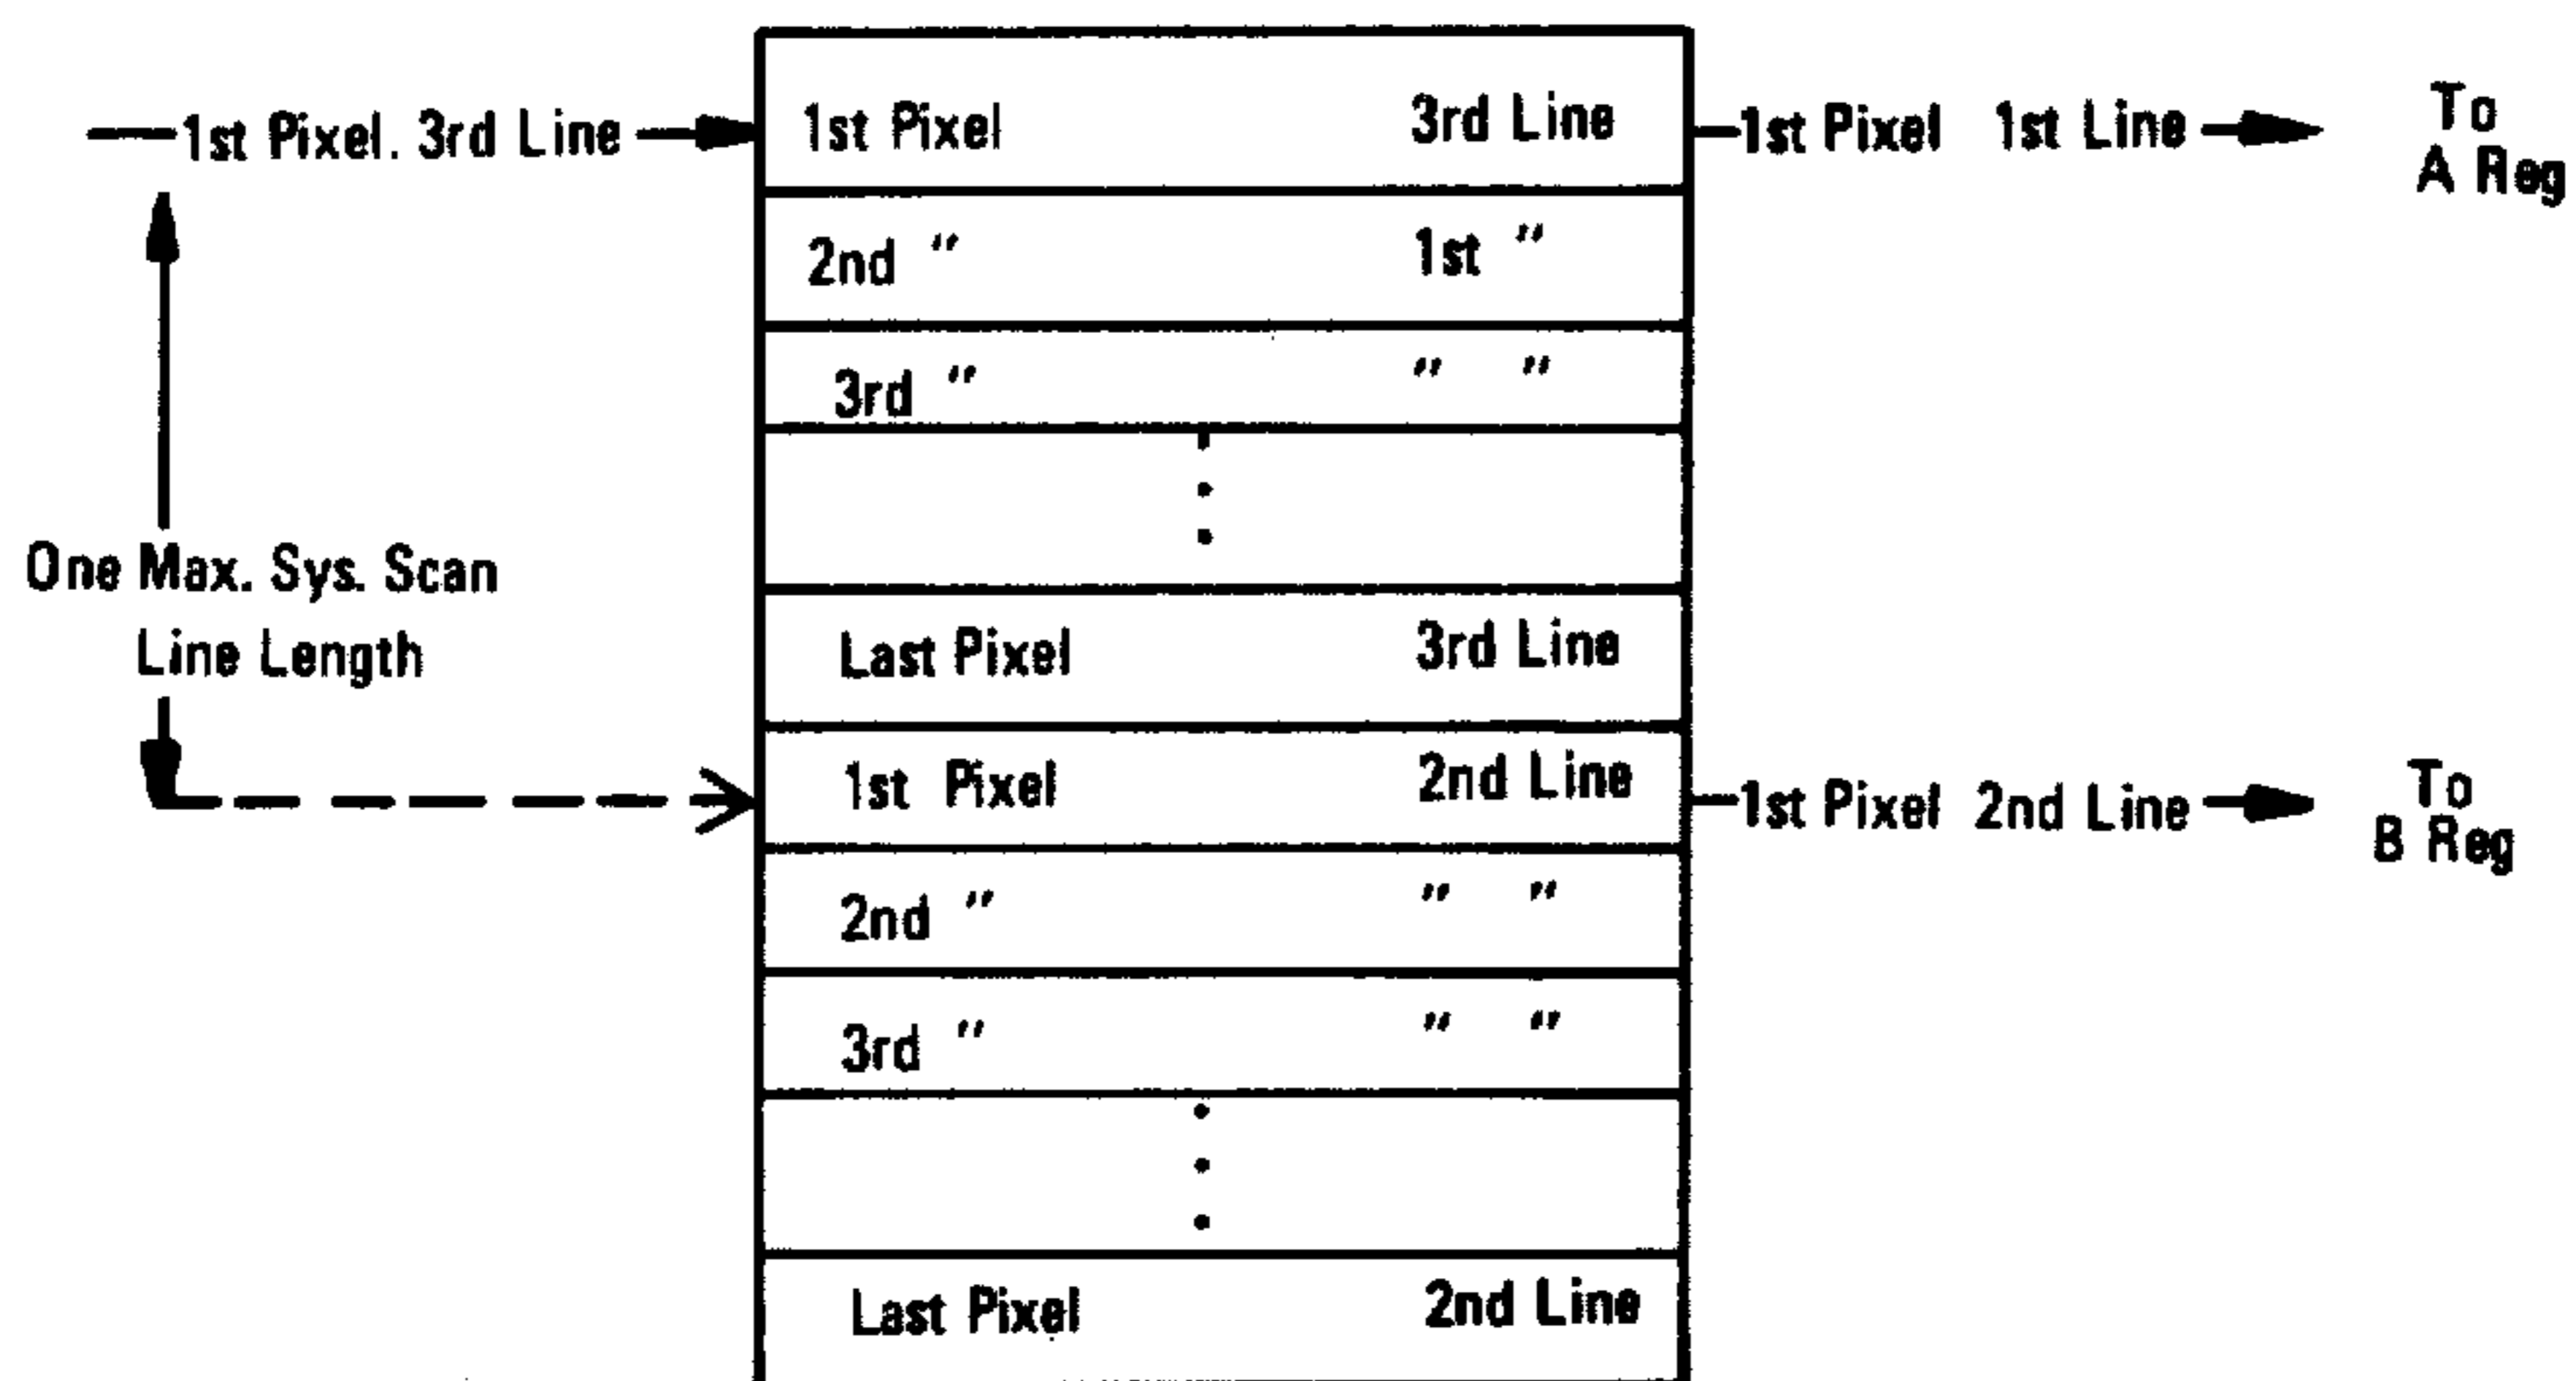 1st Pixel. 3rd Line
1st Pixel 3rd Line
1st Pixel 1st Line
To
A Reg
2nd " 1st "
3rd " " "
One Max. Sys. Scan
Line Length
Last Pixel 3rd Line
1st Pixel 2nd Line
1st Pixel 2nd Line
To
B Reg
2nd " " "
3rd " " "
Last Pixel 2nd Line